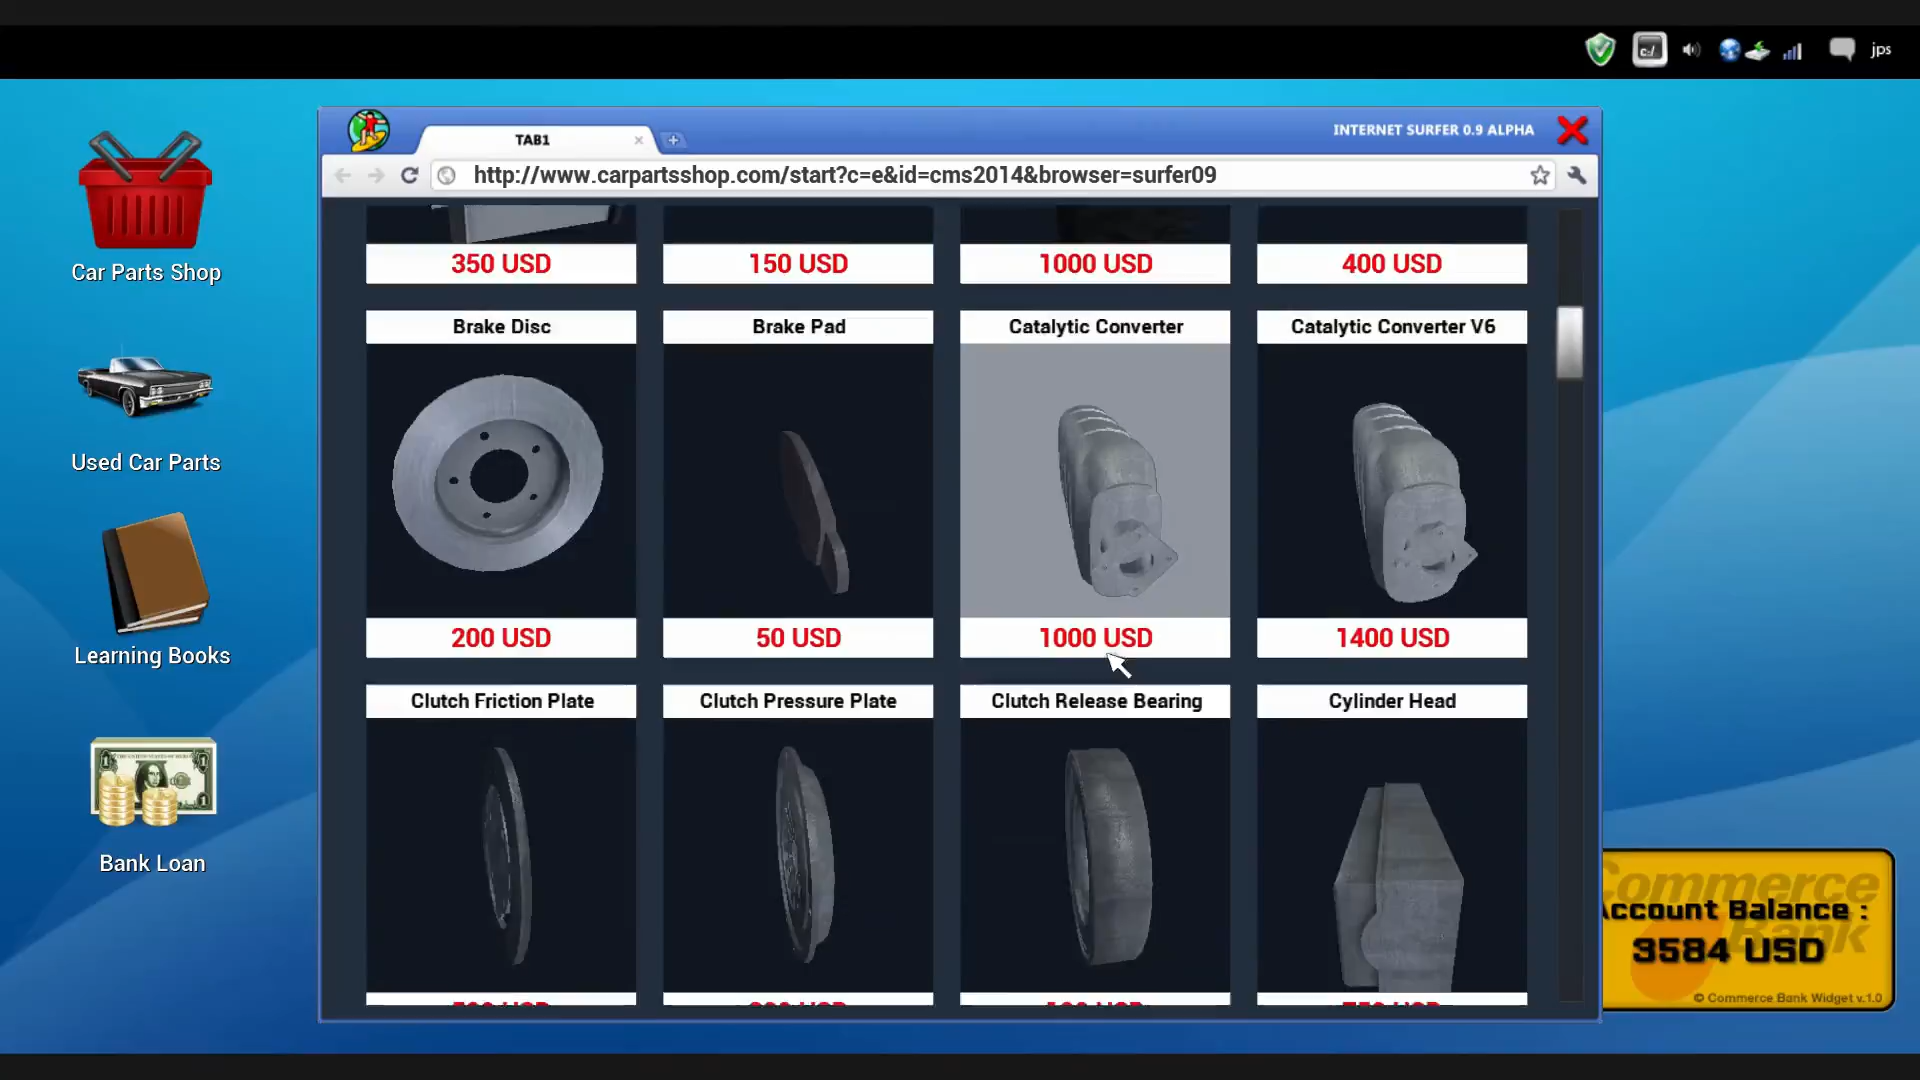 jps
TAB1
INTERNET SURFER 0.9 ALPHA
http://www.carpartsshop.com/start?c=e&id=cms2014&browser=surfer09
Car Parts Shop
Used Car Parts
Learning Books
Bank Loan
350 USD 150 USD 1000 USD 400 USD
Brake Disc Brake Pad Catalytic Converter Catalytic Converter V6
200 USD 50 USD 1000 USD 1400 USD
Clutch Friction Plate Clutch Pressure Plate Clutch Release Bearing Cylinder Head
Commerce
Account Balance :
Bank
3584 USD
© Commerce Bank Widget v.1.0